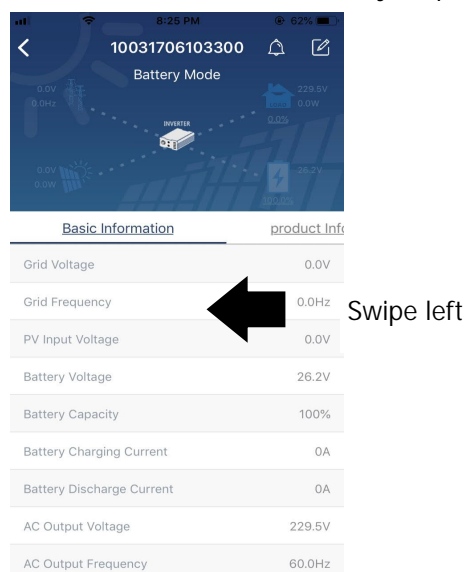 8:25 PM 62%
10031706103300
Battery Mode
0.0V 229.5V
0.0Hz 0.0W
INVERTER
0.0%
0.0V 26.2V
0.0W
Basic Information product Info
Grid Voltage 0.0V
Grid Frequency 0.0Hz
Swipe left
PV Input Voltage 0.0V
Battery Voltage 26.2V
Battery Capacity 100%
Battery Charging Current 0A
Battery Discharge Current 0A
AC Output Voltage 229.5V
AC Output Frequency 60.0Hz